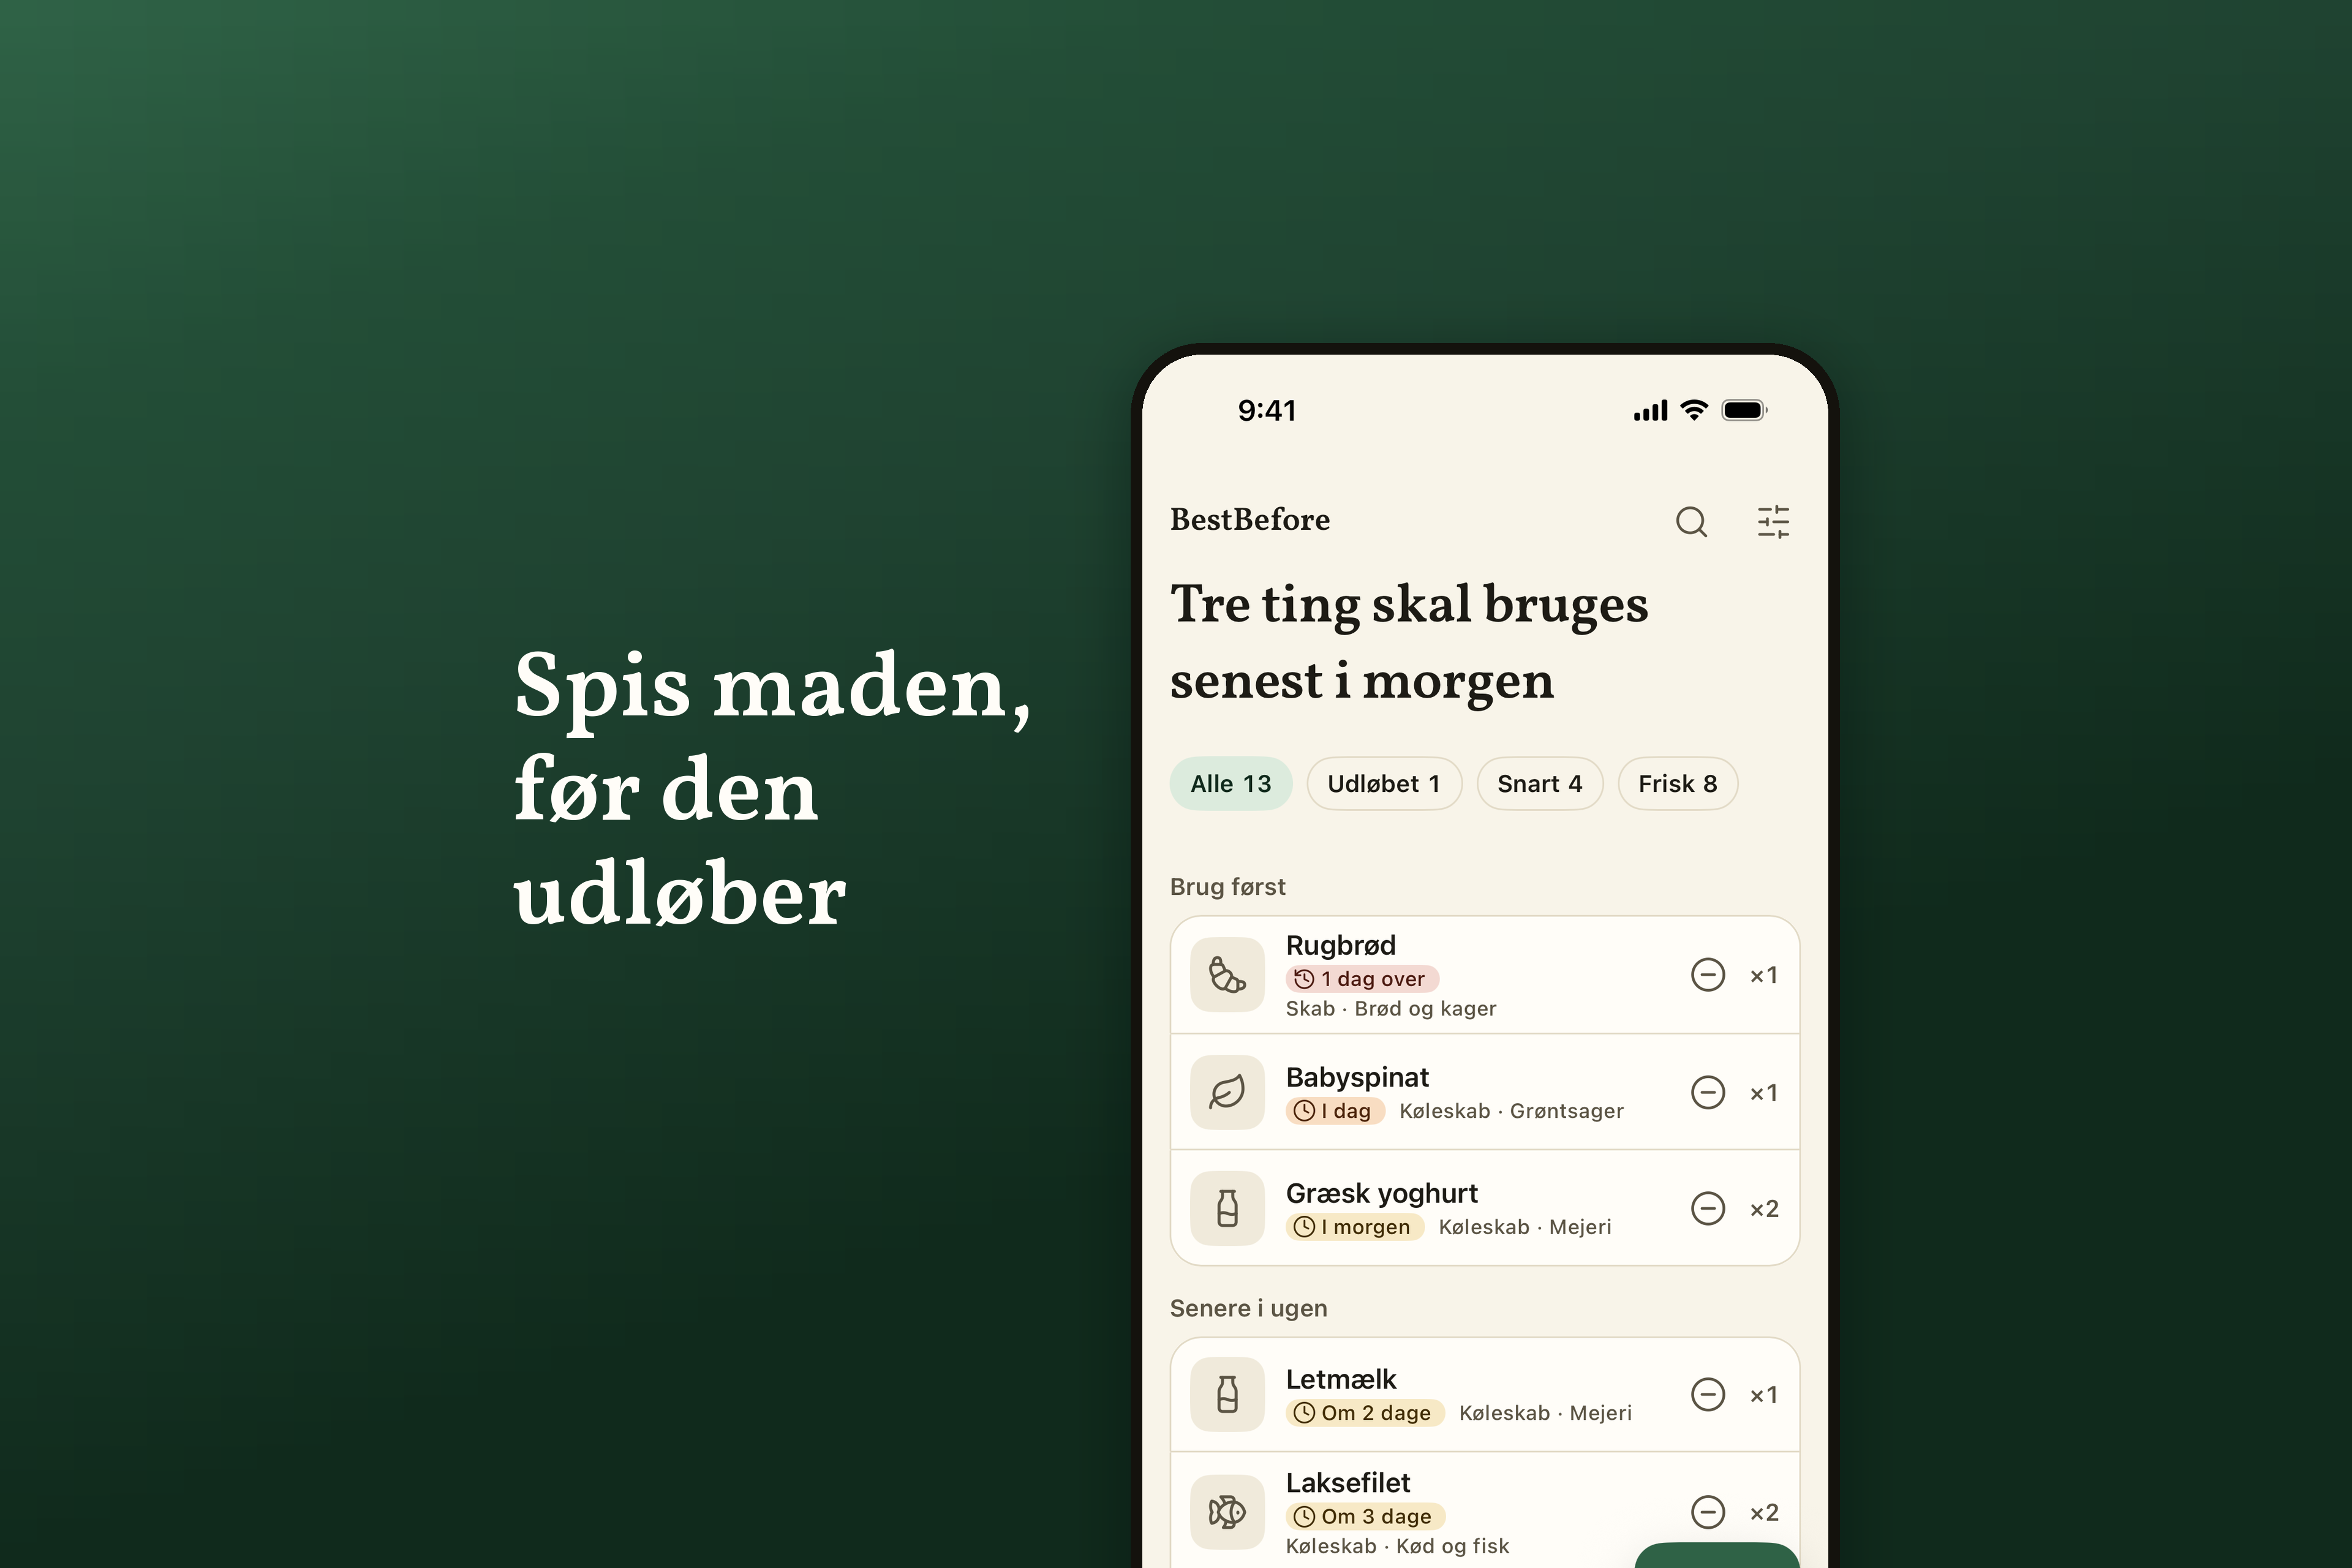 Spis maden,
før den
udløber
9:41
BestBefore
Tre ting skal bruges
senest i morgen
Alle 13
Udløbet 1
Snart 4
Frisk 8
Brug først
Rugbrød
1 dag over
Skab · Brød og kager
×1
Babyspinat
I dag Køleskab · Grøntsager
×1
Græsk yoghurt
I morgen Køleskab · Mejeri
×2
Senere i ugen
Letmælk
Om 2 dage Køleskab · Mejeri
×1
Laksefilet
Om 3 dage
Køleskab · Kød og fisk
×2